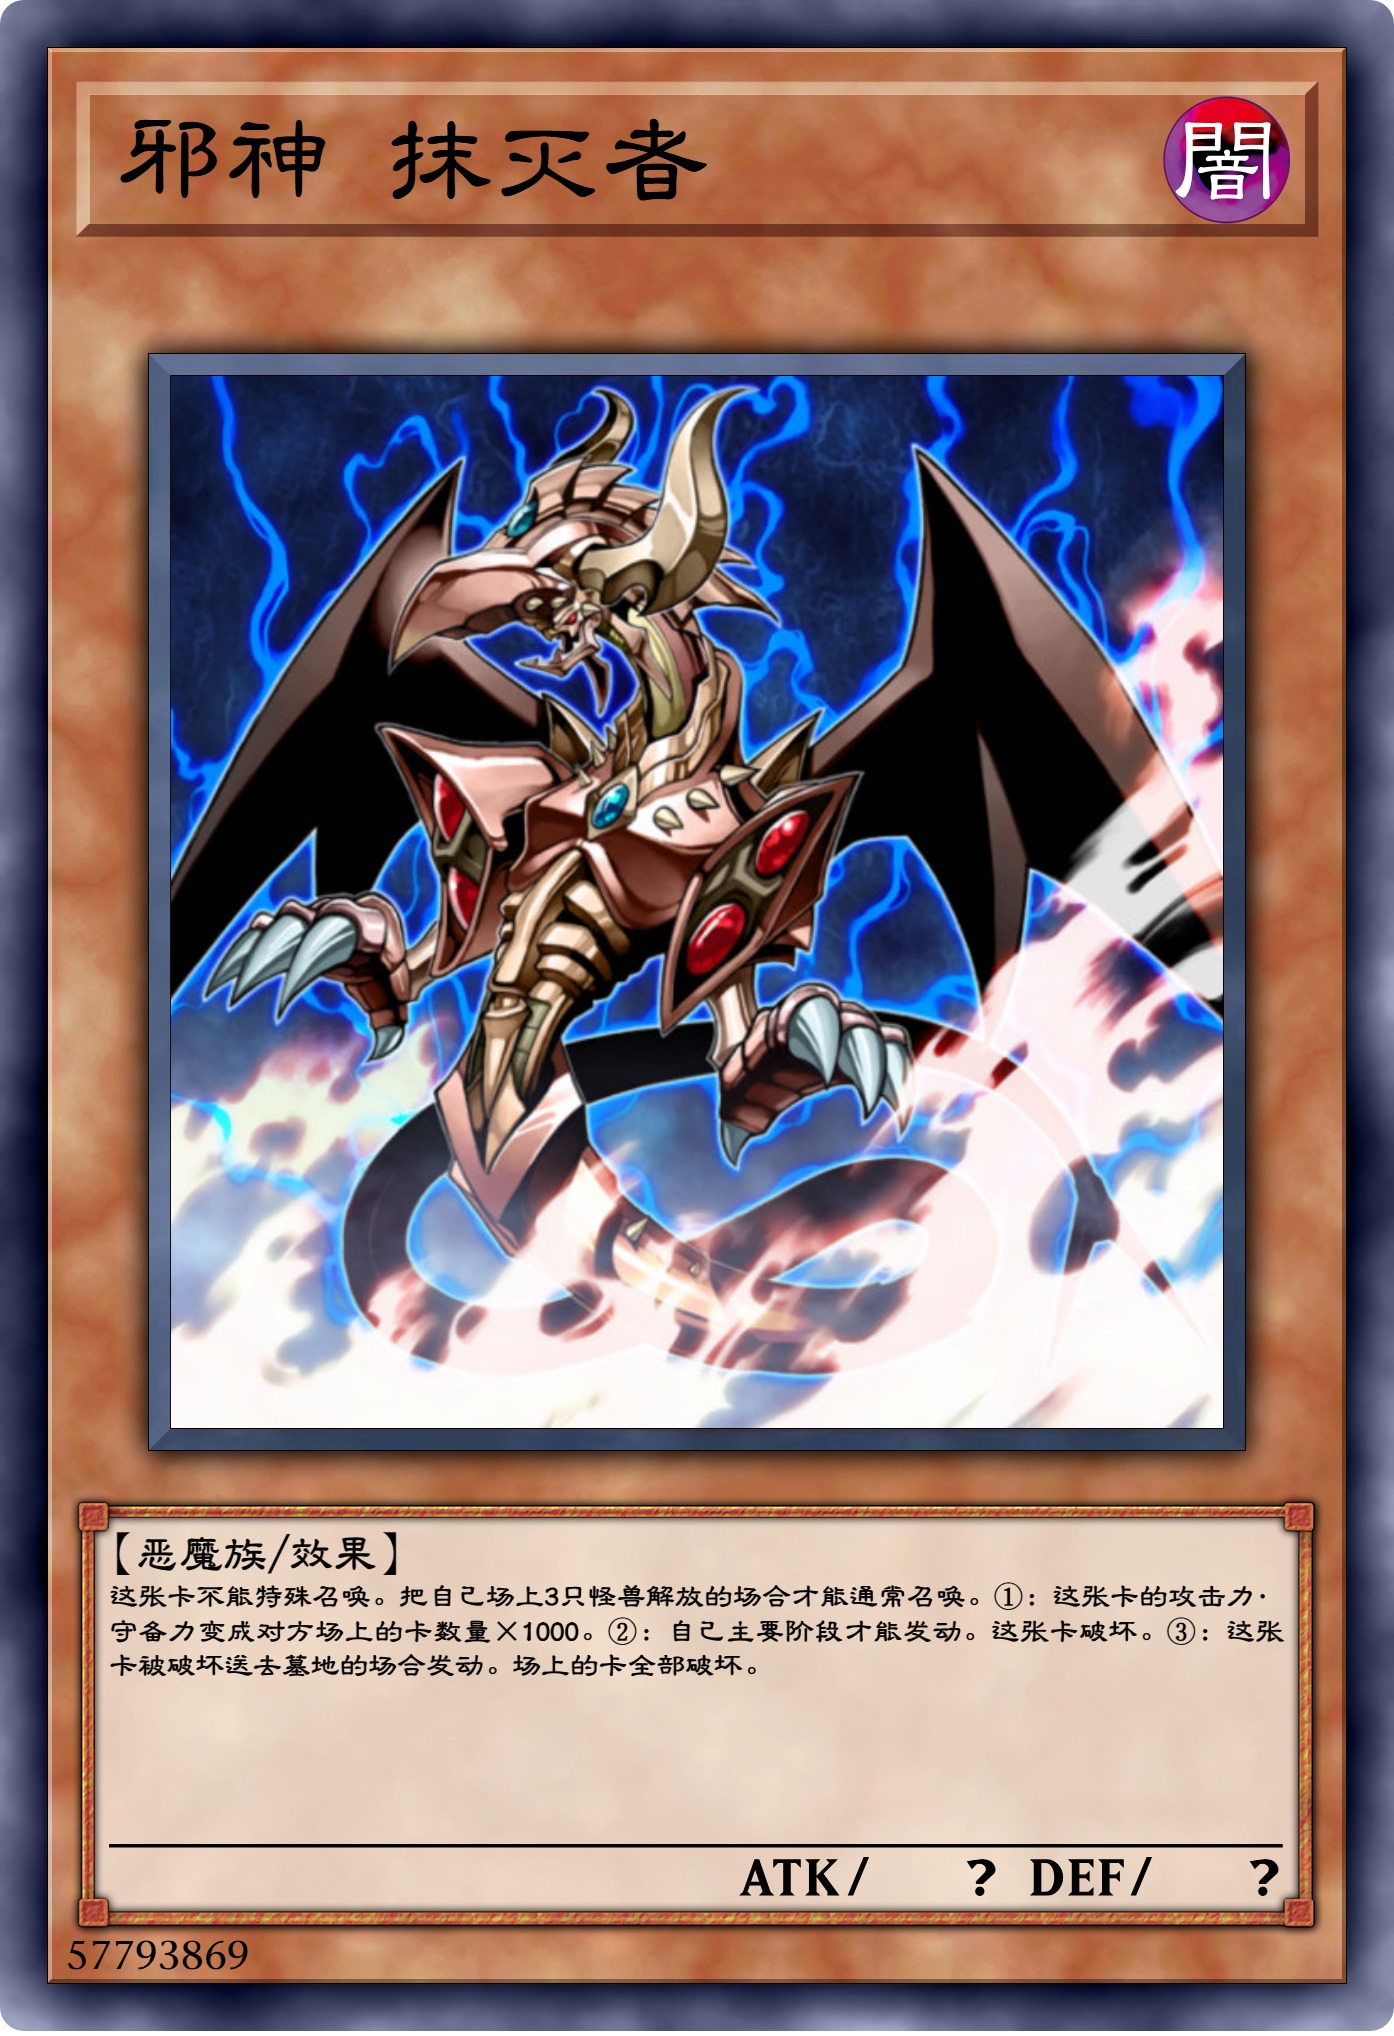 邪神 抹灭者
闇
【恶魔族/效果】
这张卡不能特殊召唤。把自己场上3只怪兽解放的场合才能通常召唤。①：这张卡的攻击力·
守备力变成对方场上的卡数量×1000。②：自己主要阶段才能发动。这张卡破坏。③：这张
卡被破坏送去墓地的场合发动。场上的卡全部破坏。
ATK/ ? DEF/ ?
57793869